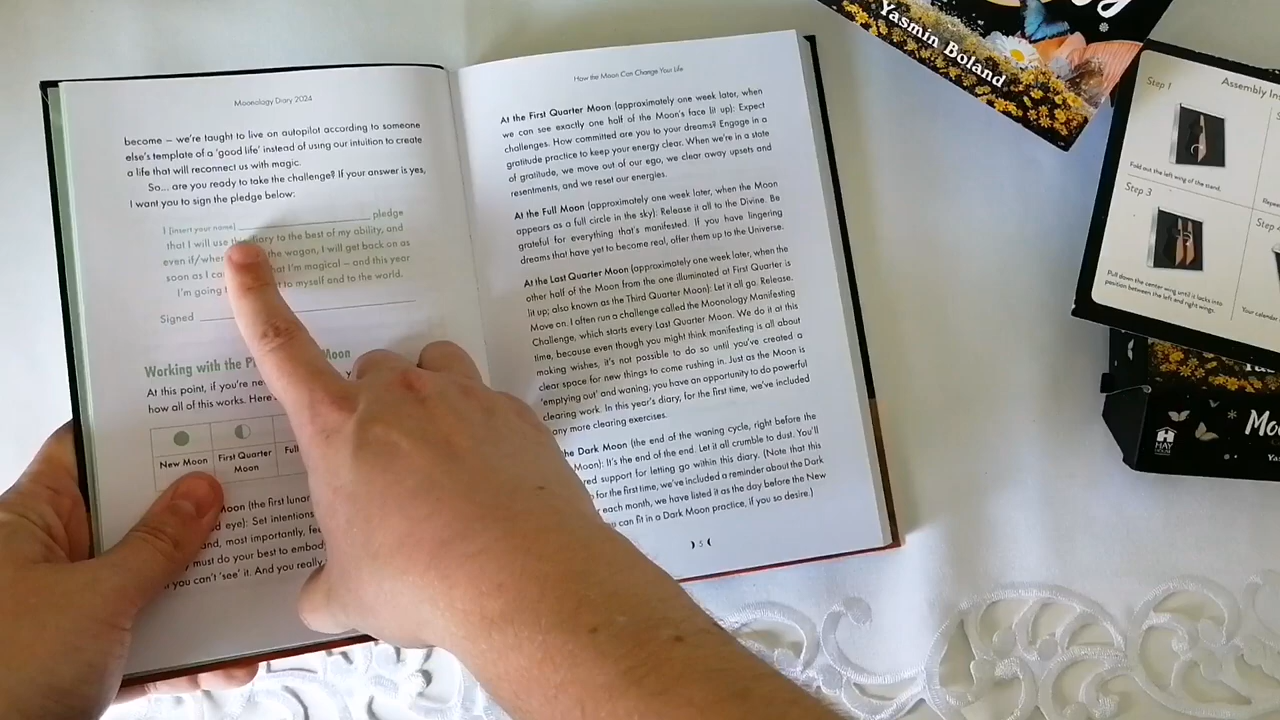 Moonology Diary 2024
become – we're taught to live on autopilot according to someone
else's template of a 'good life' instead of using our intuition to create
a life that will reconnect us with magic.
So... are you ready to take the challenge? If your answer is yes,
I want you to sign the pledge below:
I [insert your name] pledge
that I will use this diary to the best of my ability, and
even if/when the wagon, I will get back on as
soon as I that I'm magical – and this year
I'm going to myself and to the world.
Signed
Working with the Moon
At this point, if you're
how all of this works. Here
New Moon
First Quarter
Moon
Moon (the first lunar
eye): Set intentions
and, most importantly,
must do your best to embod
if you can't 'see' it. And you really
How the Moon Can Change Your Life
At the First Quarter Moon (approximately one week later, when
we can see exactly one half of the Moon's face lit up): Expect
challenges. How committed are you to your dreams? Engage in a
gratitude practice to keep your energy clear. When we're in a state
of gratitude, we move out of our ego, we clear away upsets and
resentments, and we reset our energies.
At the Full Moon (approximately one week later, when the Moon
appears as a full circle in the sky): Release it all to the Divine. Be
grateful for everything that's manifested. If you have lingering
dreams that have yet to become real, offer them up to the Universe.
At the Last Quarter Moon (approximately one week later, when the
other half of the Moon from the one illuminated at First Quarter is
lit up; also known as the Third Quarter Moon): Let it all go. Release.
Move on. I often run a challenge called the Moonology Manifesting
Challenge, which starts every Last Quarter Moon. We do it at this
time, because even though you might think manifesting is all about
making wishes, it's not possible to do so until you've created a
clear space for new things to come rushing in. Just as the Moon is
'emptying out' and waning, you have an opportunity to do powerful
clearing work. In this year's diary, for the first time, we've included
many more clearing exercises.
the Dark Moon (the end of the waning cycle, right before the
Moon): It's the end of the end. Let it all crumble to dust. You'll
support for letting go within this diary. (Note that this
for the first time, we've included a reminder about the Dark
each month, we have listed it as the day before the New
can fit in a Dark Moon practice, if you so desire.)
5
Yasmin Boland
Assembly
Step 1
Fold out the left wing of the stand.
Step 3
Pull down the center wing until it locks into
position between the left and right wings.
Your calendar
HAY
HOUSE